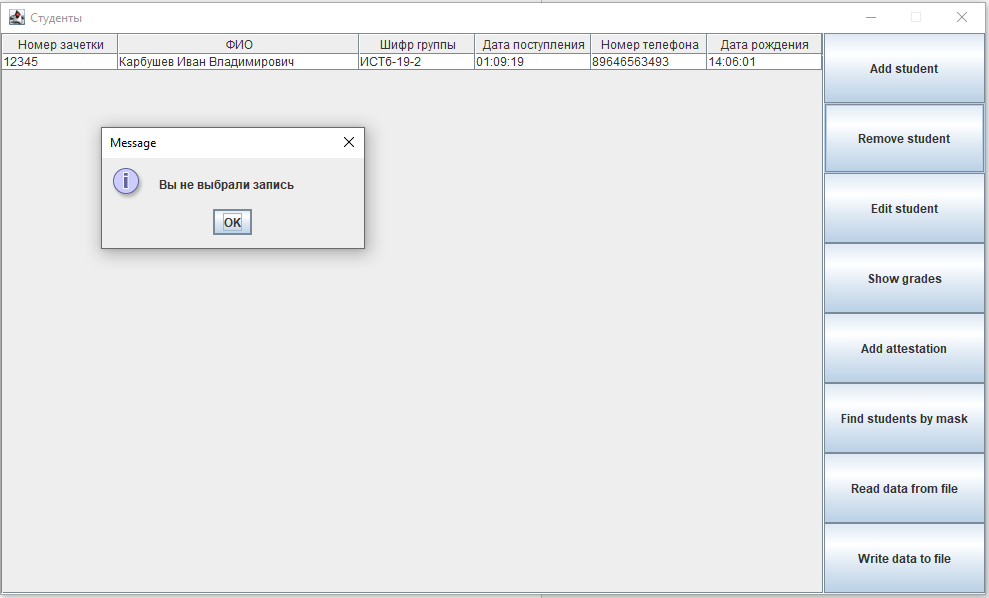 Студенты
Номер зачетки ФИО Шифр группы Дата поступления Номер телефона Дата рождения
12345 Карбушев Иван Владимирович ИСТб-19-2 01:09:19 89646563493 14:06:01
Message
Вы не выбрали запись
OK
Add student
Remove student
Edit student
Show grades
Add attestation
Find students by mask
Read data from file
Write data to file